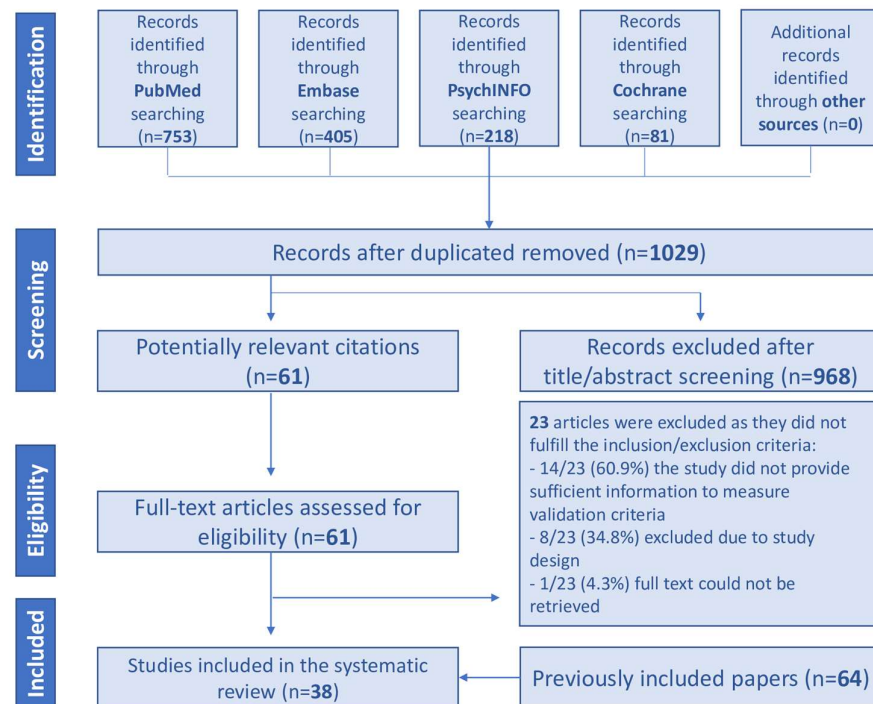 Identification
Records
identified
through
PubMed
searching
(n=753)
Records
identified
through
Embase
searching
(n=405)
Records
identified
through
PsychINFO
searching
(n=218)
Records
identified
through
Cochrane
searching
(n=81)
Additional
records
identified
through other
sources (n=0)
Screening
Records after duplicated removed (n=1029)
Potentially relevant citations
(n=61)
Records excluded after
title/abstract screening (n=968)
Eligibility
Full-text articles assessed for
eligibility (n=61)
23 articles were excluded as they did not
fulfill the inclusion/exclusion criteria:
- 14/23 (60.9%) the study did not provide
sufficient information to measure
validation criteria
- 8/23 (34.8%) excluded due to study
design
- 1/23 (4.3%) full text could not be
retrieved
Included
Studies included in the systematic
review (n=38)
Previously included papers (n=64)